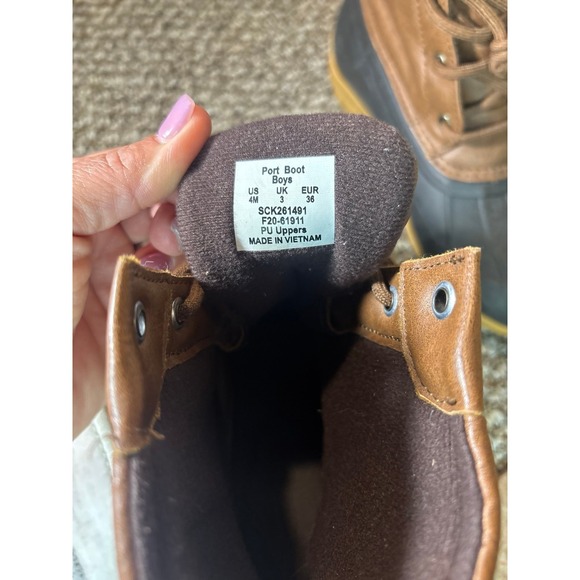 Port Boot
Boys
US UK EUR
4M 3 36
SCK261491
F20-61911
PU Uppers
MADE IN VIETNAM